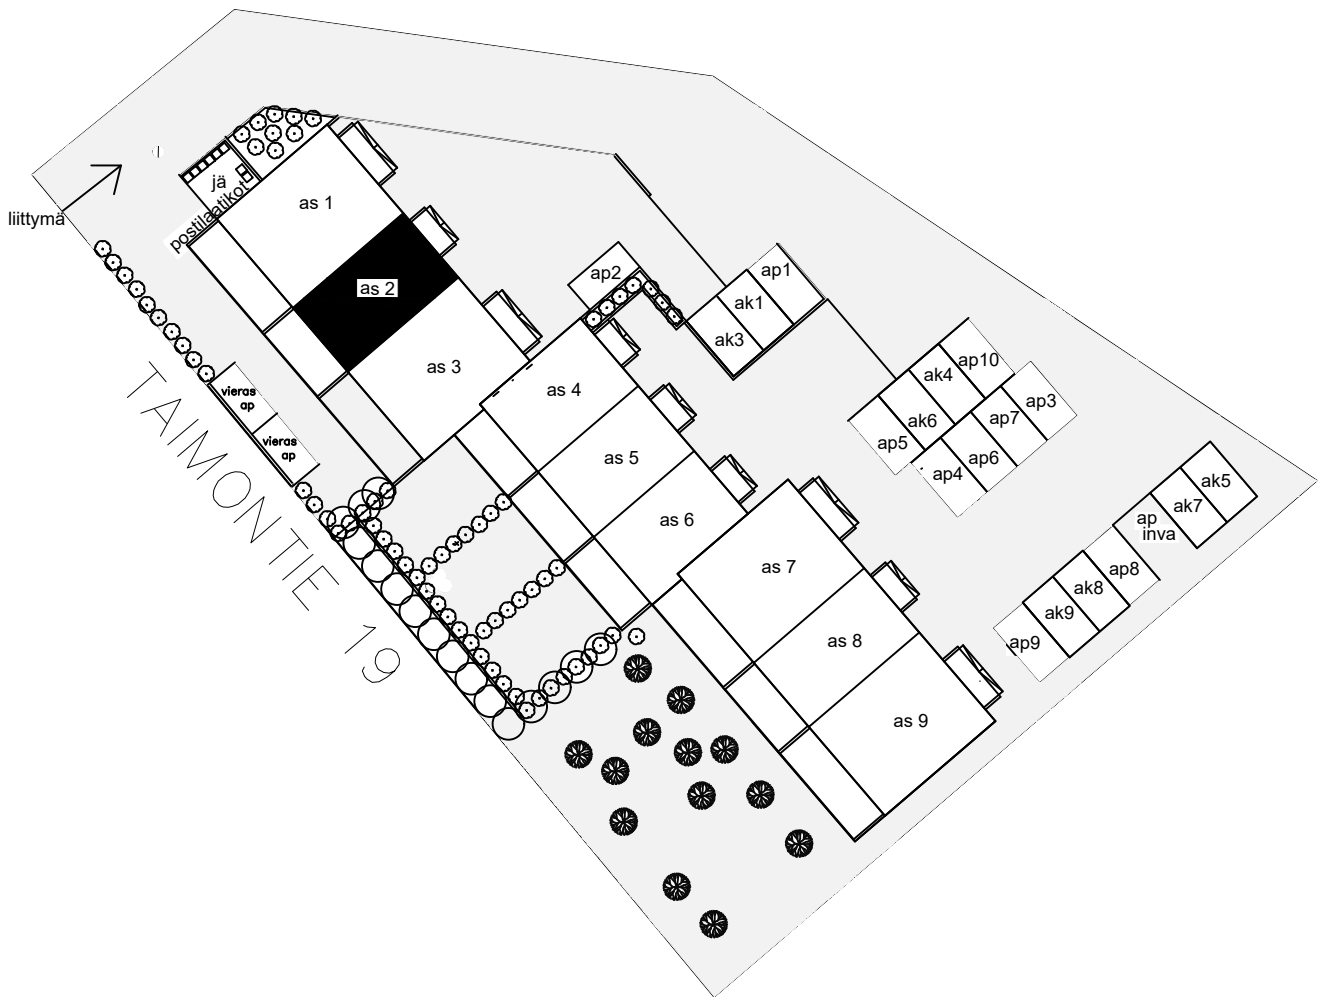 jä
postilaatikot
liittymä
as 1
as 2
as 3
ap2
ap1
ak1
ak3
as 4
as 5
as 6
vieras
ap
vieras
ap
TAIMONTIE 19
ap10
ak4
ak6
ap5
ap3
ap7
ap6
ap4
ak5
ak7
ap
inva
ap8
ak8
ak9
ap9
as 7
as 8
as 9